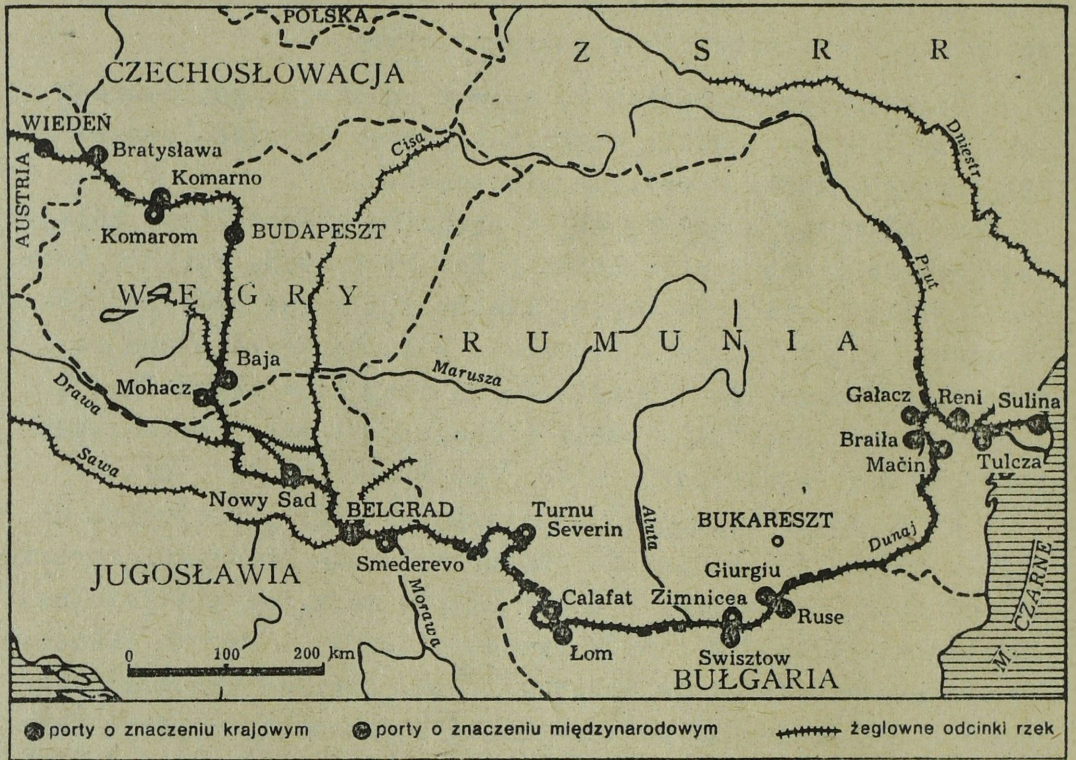 POLSKA
Z S R R
CZECHOSŁOWACJA
WIEDEŃ
Bratysława
Cisa
Dniestr
AUSTRIA
Komarno
Komarom
BUDAPESZT
Prut
WĘGRY
RUMUNIA
Marusza
Baja
Mohacz
Drawa
Gałacz
Reni
Sulina
Braiła
Mačin
Tulcza
Sawa
Nowy Sad
BELGRAD
Turnu
Severin
Aluta
BUKARESZT
Dunaj
Smederevo
JUGOSŁAWIA
Morawa
Giurgiu
Calafat
Zimnicea
Ruse
Łom
Swisztow
BUŁGARIA
M. CZARNE
0 100 200 km
porty o znaczeniu krajowym
porty o znaczeniu międzynarodowym
żeglowne odcinki rzek